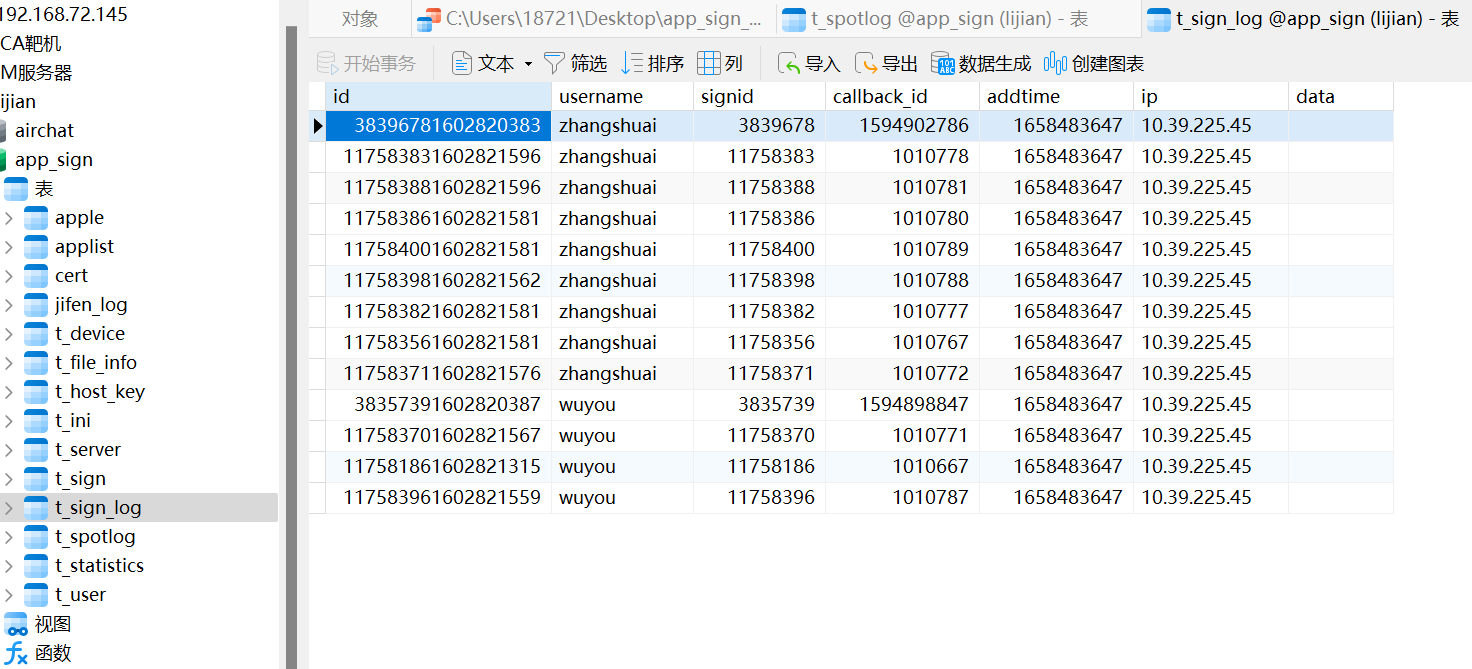 192.168.72.145
CA靶机
M服务器
ijian
airchat
app_sign
表
apple
applist
cert
jifen_log
t_device
t_file_info
t_host_key
t_ini
t_server
t_sign
t_sign_log
t_spotlog
t_statistics
t_user
视图
函数
对象 C:\Users\18721\Desktop\app_sign_... t_spotlog @app_sign (lijian) - 表 t_sign_log @app_sign (lijian) - 表
开始事务 文本 筛选 排序 列 导入 导出 数据生成 创建图表
id username signid callback_id addtime ip data
38396781602820383 zhangshuai 3839678 1594902786 1658483647 10.39.225.45
117583831602821596 zhangshuai 11758383 1010778 1658483647 10.39.225.45
117583881602821596 zhangshuai 11758388 1010781 1658483647 10.39.225.45
117583861602821581 zhangshuai 11758386 1010780 1658483647 10.39.225.45
117584001602821581 zhangshuai 11758400 1010789 1658483647 10.39.225.45
117583981602821562 zhangshuai 11758398 1010788 1658483647 10.39.225.45
117583821602821581 zhangshuai 11758382 1010777 1658483647 10.39.225.45
117583561602821581 zhangshuai 11758356 1010767 1658483647 10.39.225.45
117583711602821576 zhangshuai 11758371 1010772 1658483647 10.39.225.45
38357391602820387 wuyou 3835739 1594898847 1658483647 10.39.225.45
117583701602821567 wuyou 11758370 1010771 1658483647 10.39.225.45
117581861602821315 wuyou 11758186 1010667 1658483647 10.39.225.45
117583961602821559 wuyou 11758396 1010787 1658483647 10.39.225.45